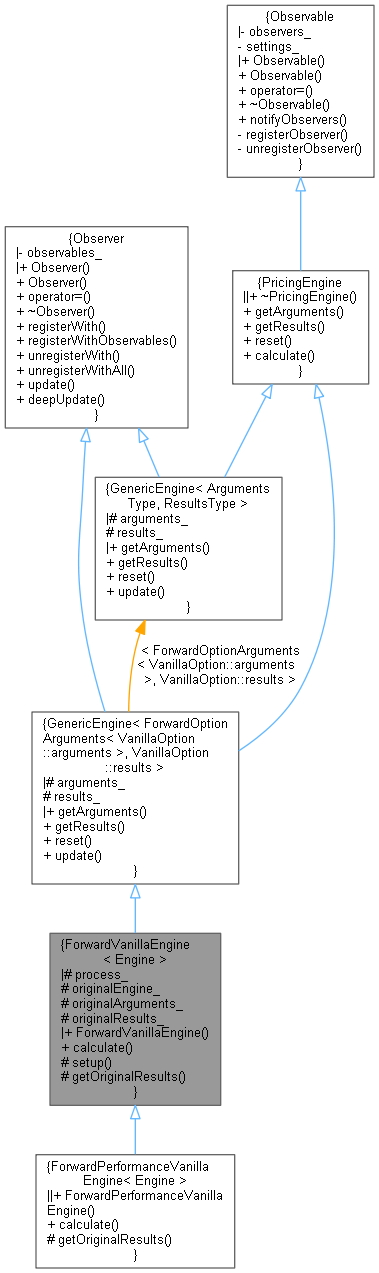 {Observable
|- observers_
- settings_
|+ Observable()
+ Observable()
+ operator=()
+ ~Observable()
+ notifyObservers()
- registerObserver()
- unregisterObserver()
}
{Observer
|- observables_
|+ Observer()
+ Observer()
+ operator=()
+ ~Observer()
+ registerWith()
+ registerWithObservables()
+ unregisterWith()
+ unregisterWithAll()
+ update()
+ deepUpdate()
}
{PricingEngine
||+ ~PricingEngine()
+ getArguments()
+ getResults()
+ reset()
+ calculate()
}
{GenericEngine< Arguments
Type, ResultsType >
|# arguments_
# results_
|+ getArguments()
+ getResults()
+ reset()
+ update()
}
< ForwardOptionArguments
< VanillaOption::arguments
>, VanillaOption::results >
{GenericEngine< ForwardOption
Arguments< VanillaOption
::arguments >, VanillaOption
::results >
|# arguments_
# results_
|+ getArguments()
+ getResults()
+ reset()
+ update()
}
{ForwardVanillaEngine
< Engine >
|# process_
# originalEngine_
# originalArguments_
# originalResults_
|+ ForwardVanillaEngine()
+ calculate()
# setup()
# getOriginalResults()
}
{ForwardPerformanceVanilla
Engine< Engine >
||+ ForwardPerformanceVanilla
Engine()
+ calculate()
# getOriginalResults()
}